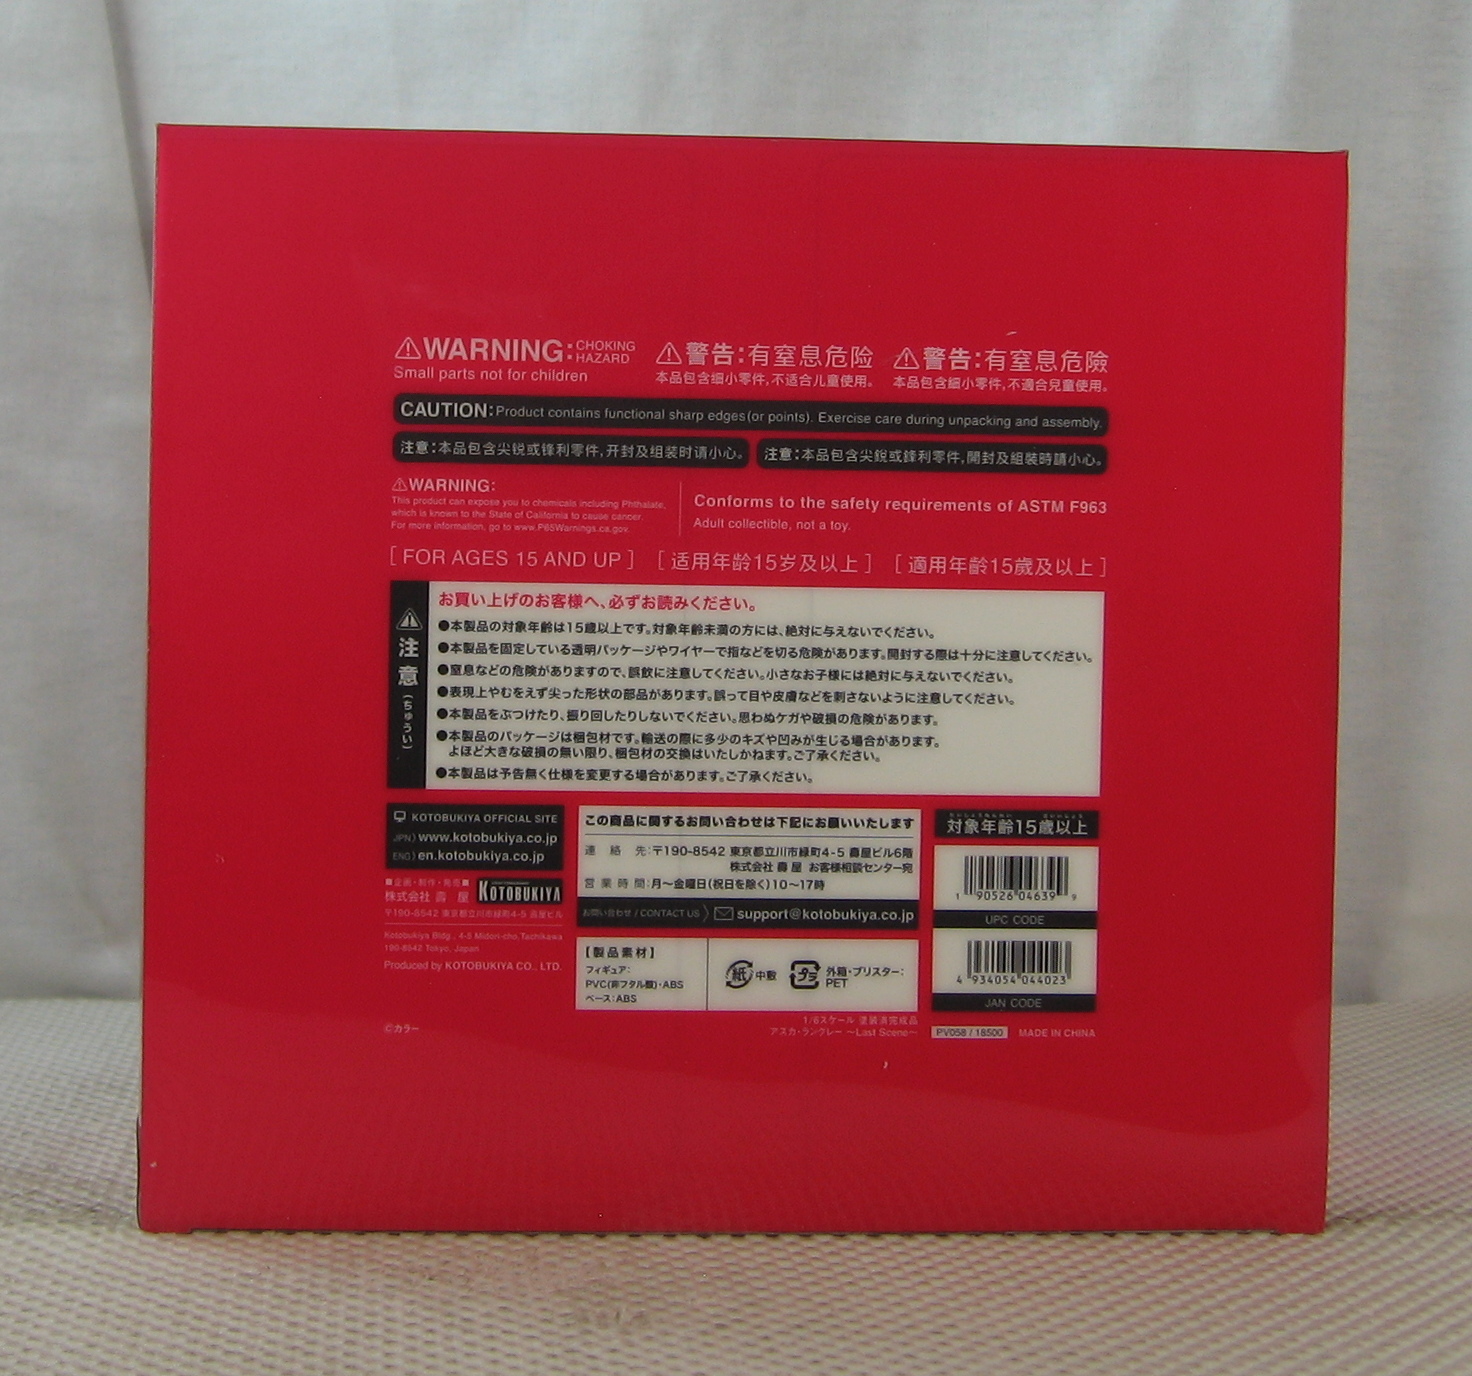 ⚠WARNING: CHOKING HAZARD
Small parts not for children
⚠警告:有窒息危险
本品包含细小零件,不适合儿童使用。
⚠警告:有窒息危險
本品包含細小零件,不適合兒童使用。
CAUTION:Product contains functional sharp edges(or points). Exercise care during unpacking and assembly.
注意:本品包含尖锐或锋利零件,开封及组装时请小心。
注意:本品包含尖銳或鋒利零件,開封及組裝時請小心。
⚠WARNING:
This product can expose you to chemicals including Phthalate,
which is known to the State of California to cause cancer.
For more information, go to www.P65Warnings.ca.gov.
Conforms to the safety requirements of ASTM F963
Adult collectible, not a toy.
[ FOR AGES 15 AND UP ] [ 适用年龄15岁及以上 ] [ 適用年齡15歲及以上 ]
⚠注意(ちゅうい)
お買い上げのお客様へ、必ずお読みください。
●本製品の対象年齢は15歳以上です。対象年齢未満の方には、絶対に与えないでください。
●本製品を固定している透明パッケージやワイヤーで指などを切る危険があります。開封する際は十分に注意してください。
●窒息などの危険がありますので、誤飲に注意してください。小さなお子様には絶対に与えないでください。
●表現上やむをえず尖った形状の部品があります。誤って目や皮膚などを刺さないように注意してください。
●本製品をぶつけたり、振り回したりしないでください。思わぬケガや破損の危険があります。
●本製品のパッケージは梱包材です。輸送の際に多少のキズや凹みが生じる場合があります。
よほど大きな破損の無い限り、梱包材の交換はいたしかねます。ご了承ください。
●本製品は予告無く仕様を変更する場合があります。ご了承ください。
KOTOBUKIYA OFFICIAL SITE
JPN) www.kotobukiya.co.jp
ENG) en.kotobukiya.co.jp
■企画・制作・発売■
株式会社 壽 屋
KOTOBUKIYA
〒190-8542 東京都立川市緑町4-5 壽屋ビル
Kotobukiya Bldg., 4-5 Midori-cho,Tachikawa
190-8542 Tokyo, Japan
Produced by KOTOBUKIYA CO., LTD.
©カラー
この商品に関するお問い合わせは下記にお願いいたします
連絡先:〒190-8542 東京都立川市緑町4-5 壽屋ビル6階
株式会社 壽 屋 お客様相談センター宛
営業時間:月〜金曜日(祝日を除く)10〜17時
お問い合わせ / CONTACT US support@kotobukiya.co.jp
【製品素材】
フィギュア:
PVC(非フタル酸)・ABS
ベース:ABS
紙 中敷
プラ 外箱・ブリスター:
PET
1/6スケール 塗装済完成品
アスカ・ラングレー 〜Last Scene〜
対象年齢15歳以上
1 90526 04639 9
UPC CODE
4 934054 044023
JAN CODE
PV058 / 18500 MADE IN CHINA